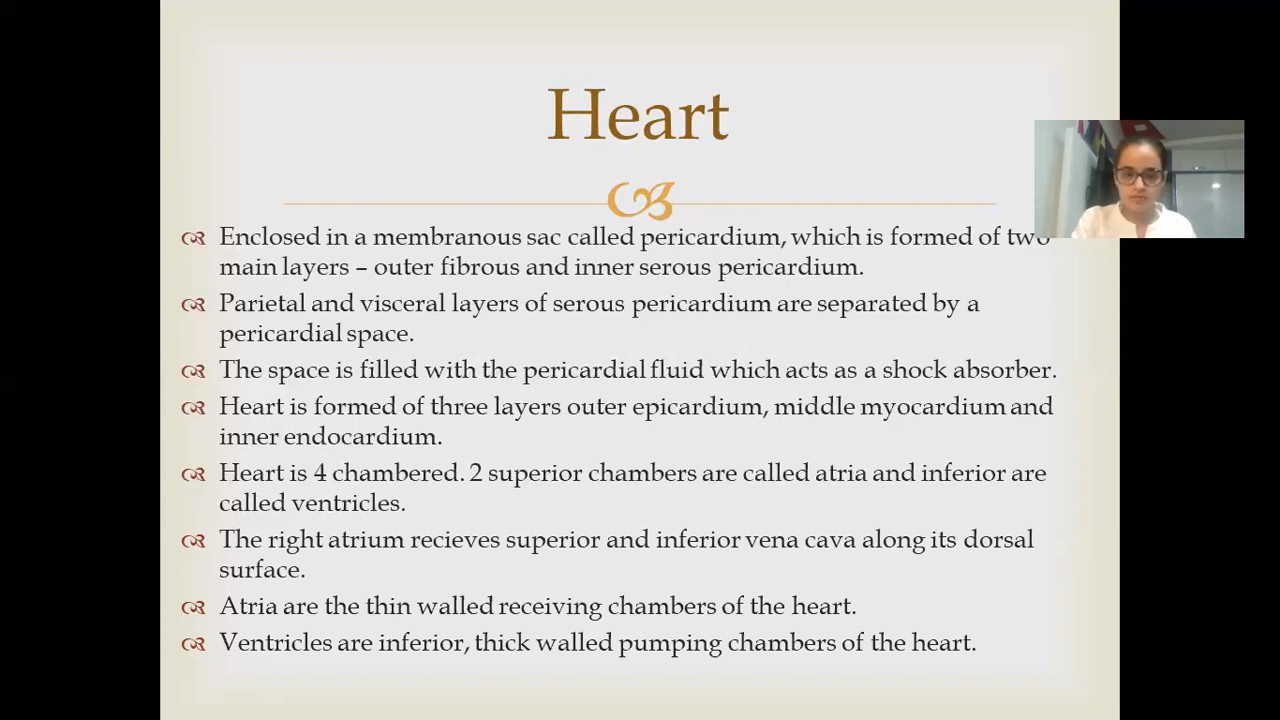 Heart
Enclosed in a membranous sac called pericardium, which is formed of two
main layers – outer fibrous and inner serous pericardium.
Parietal and visceral layers of serous pericardium are separated by a
pericardial space.
The space is filled with the pericardial fluid which acts as a shock absorber.
Heart is formed of three layers outer epicardium, middle myocardium and
inner endocardium.
Heart is 4 chambered. 2 superior chambers are called atria and inferior are
called ventricles.
The right atrium recieves superior and inferior vena cava along its dorsal
surface.
Atria are the thin walled receiving chambers of the heart.
Ventricles are inferior, thick walled pumping chambers of the heart.